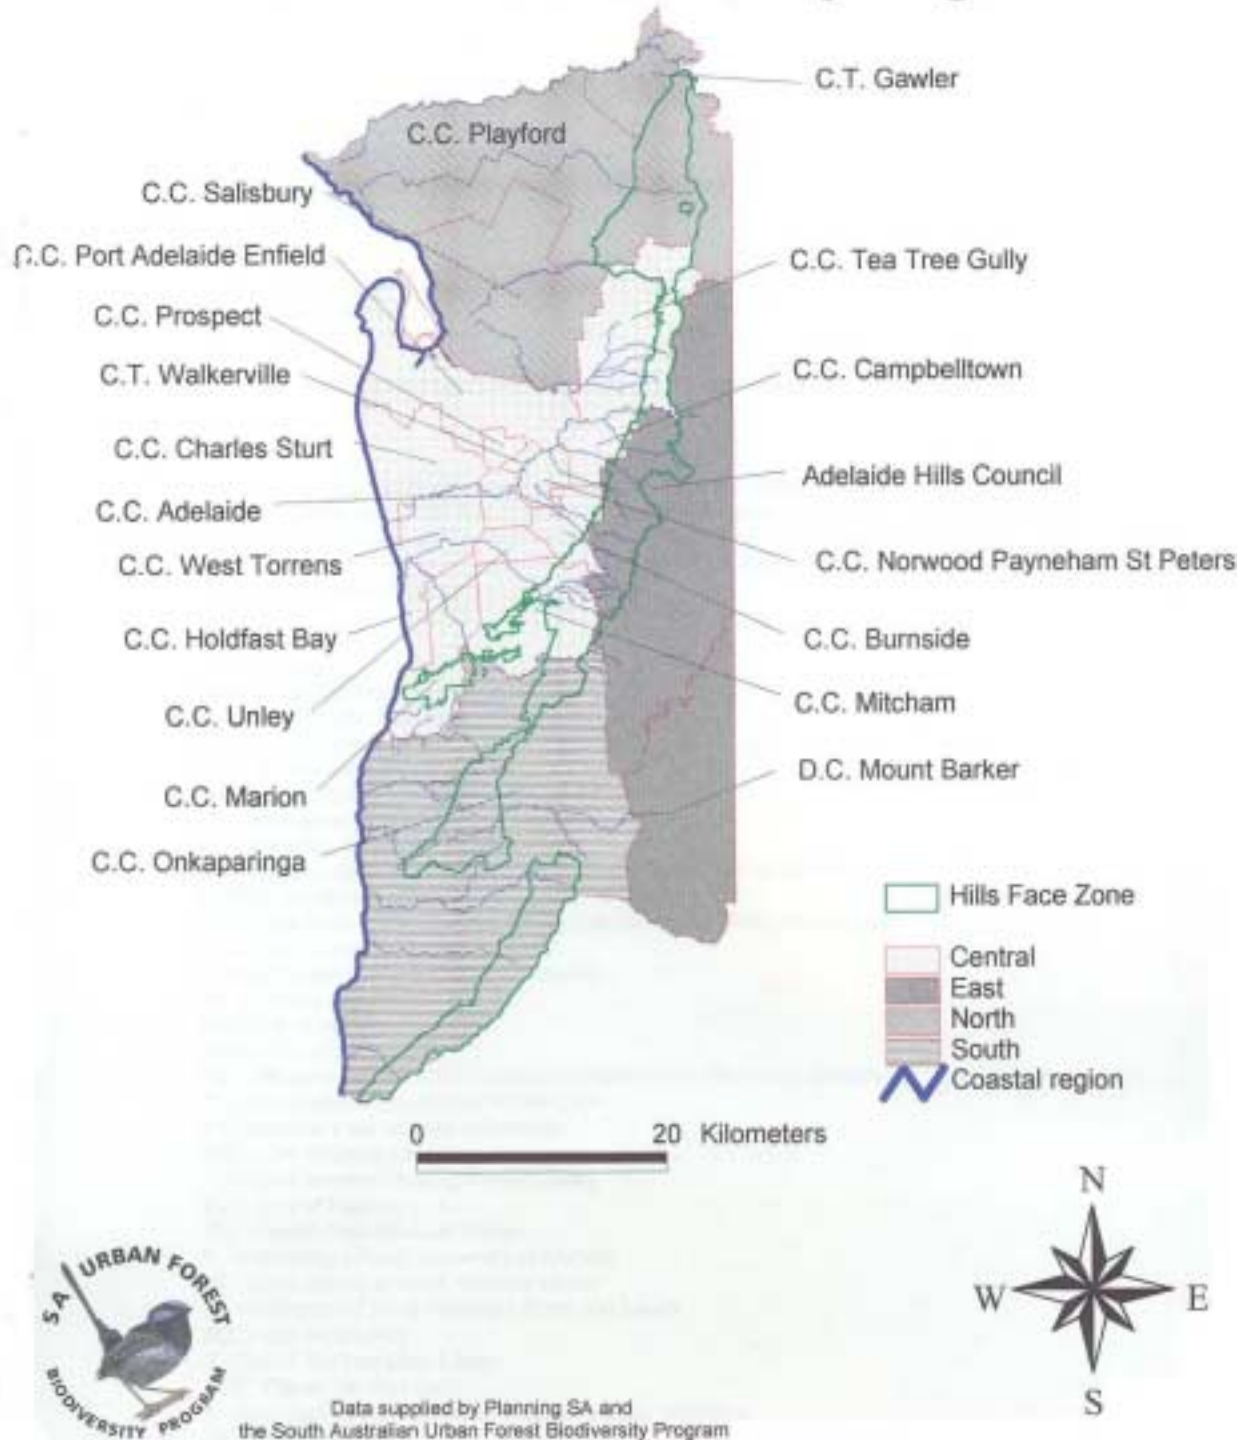 C.T. Gawler
C.C. Playford
C.C. Salisbury
C.C. Port Adelaide Enfield
C.C. Tea Tree Gully
C.C. Prospect
C.T. Walkerville
C.C. Campbelltown
C.C. Charles Sturt
Adelaide Hills Council
C.C. Adelaide
C.C. West Torrens
C.C. Norwood Payneham St Peters
C.C. Holdfast Bay
C.C. Burnside
C.C. Unley
C.C. Mitcham
D.C. Mount Barker
C.C. Marion
C.C. Onkaparinga
Hills Face Zone
Central
East
North
South
Coastal region
0 20 Kilometers
N
W E
S
SA URBAN FOREST
BIODIVERSITY PROGRAM
Data supplied by Planning SA and
the South Australian Urban Forest Biodiversity Program